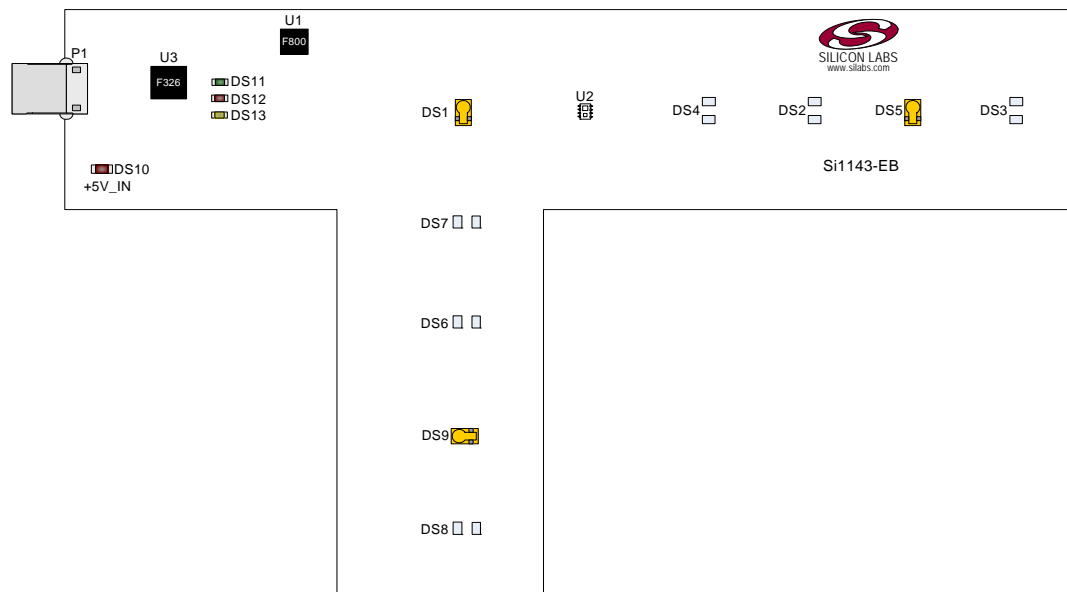 U1
F800
P1
U3
F326
DS11
DS12
DS13
SILICON LABS
www.silabs.com
DS1
U2
DS4
DS2
DS5
DS3
DS10
+5V_IN
Si1143-EB
DS7
DS6
DS9
DS8